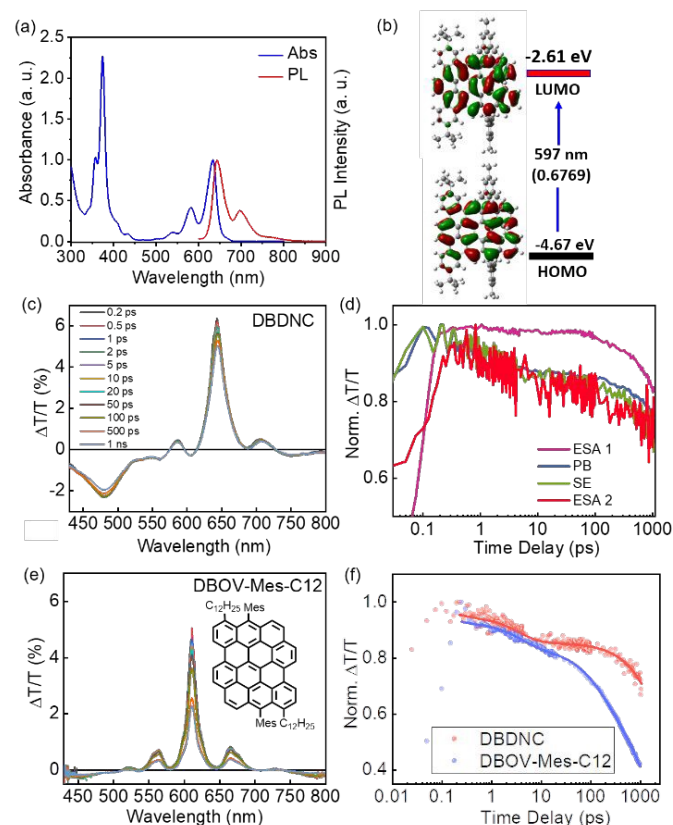 (a)
Abs
PL
Absorbance (a. u.)
2.5
2.0
1.5
1.0
0.5
0.0
300 400 500 600 700 800 900
Wavelength (nm)
PL Intensity (a. u.)
(b)
-2.61 eV
LUMO
597 nm
(0.6769)
-4.67 eV
HOMO
(c)
DBDNC
0.2 ps
0.5 ps
1 ps
2 ps
5 ps
10 ps
20 ps
50 ps
100 ps
500 ps
1 ns
ΔT/T (%)
6
4
2
0
-2
450 500 550 600 650 700 750 800
Wavelength (nm)
(d)
Norm. ΔT/T
1.0
0.8
0.6
ESA 1
PB
SE
ESA 2
0.1 1 10 100 1000
Time Delay (ps)
(e)
DBOV-Mes-C12
C12H25 Mes
Mes C12H25
ΔT/T (%)
6
4
2
0
450 500 550 600 650 700 750 800
Wavelength (nm)
(f)
Norm. ΔT/T
1.0
0.8
0.6
0.4
DBDNC
DBOV-Mes-C12
0.01 0.1 1 10 100 1000
Time Delay (ps)